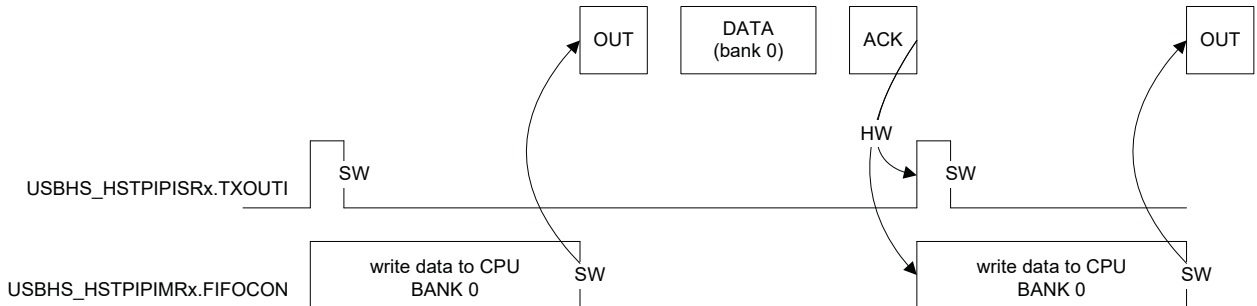 OUT
DATA
(bank 0)
ACK
OUT
HW
SW
SW
USBHS_HSTPIPISRx.TXOUTI
write data to CPU
BANK 0
SW
write data to CPU
BANK 0
SW
USBHS_HSTPIPIMRx.FIFOCON